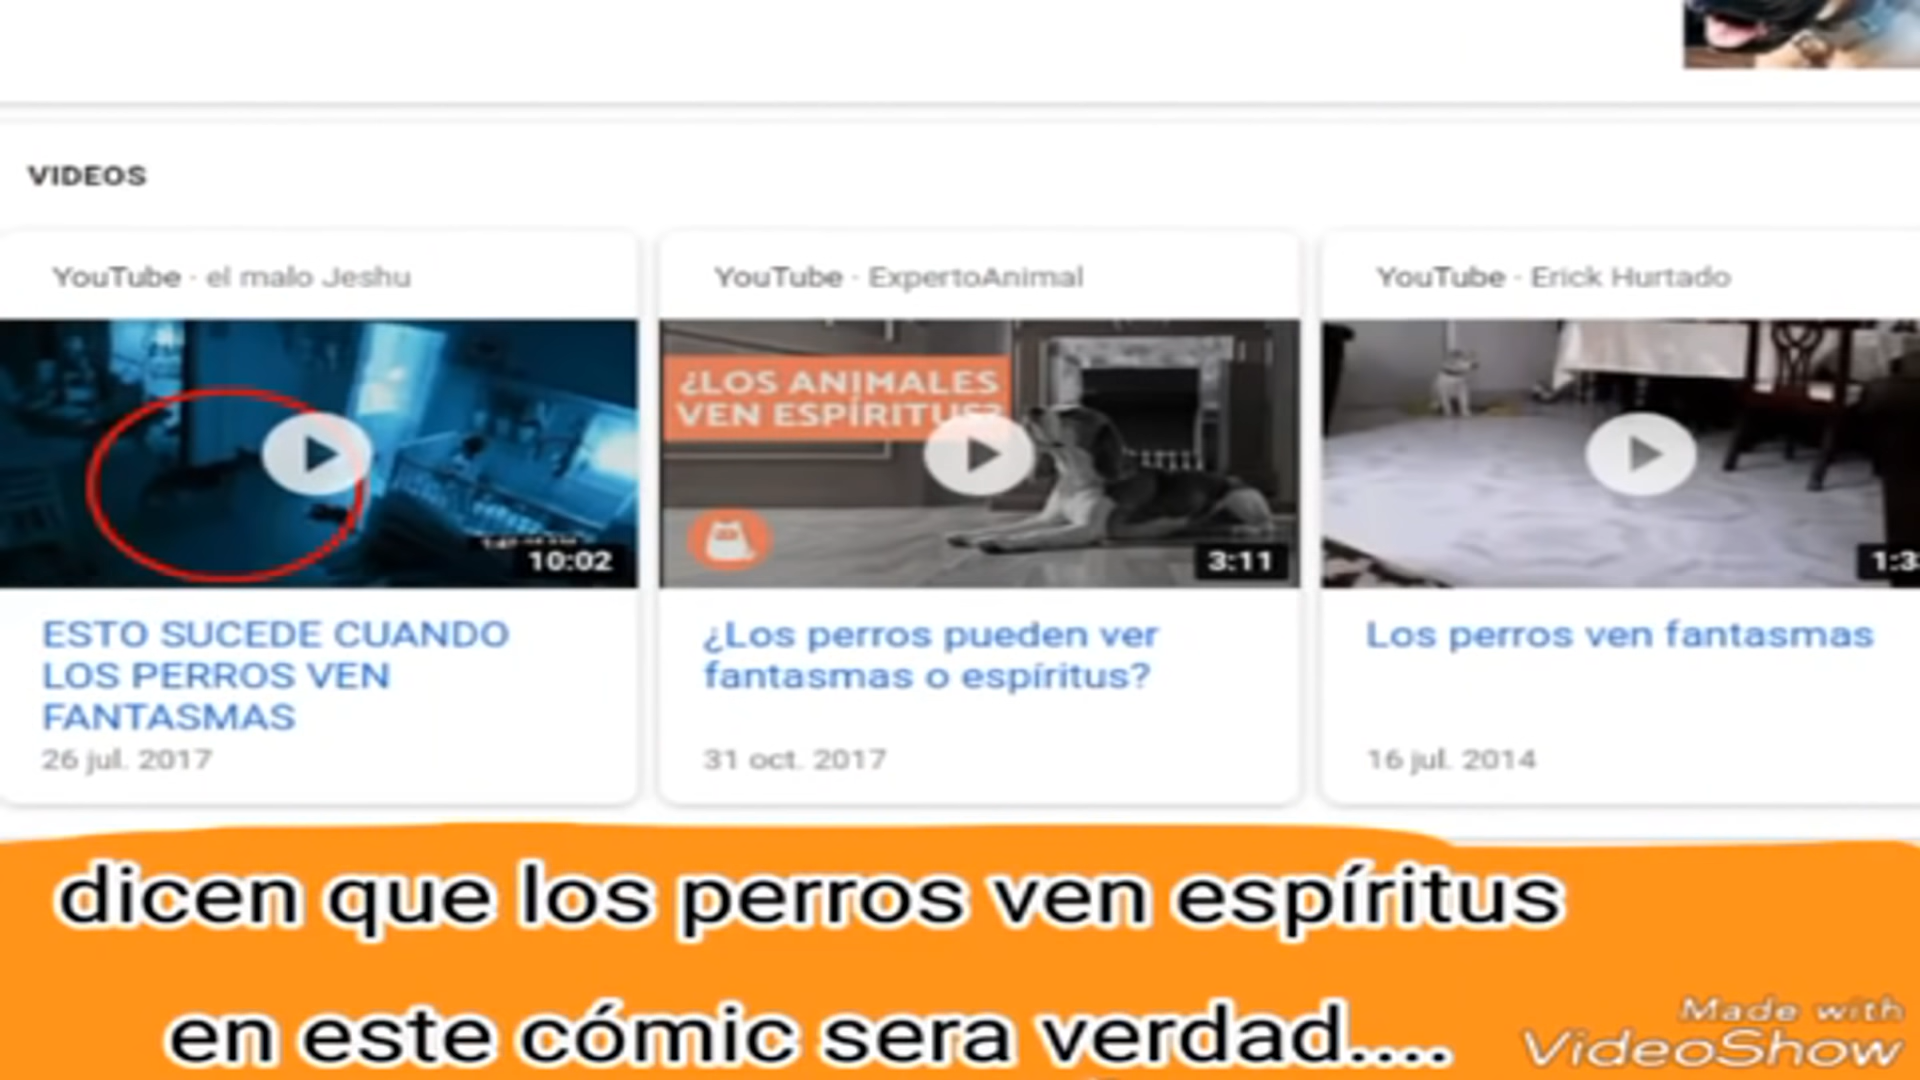 VIDEOS
YouTube · el malo Jeshu
YouTube · ExpertoAnimal
YouTube · Erick Hurtado
¿LOS ANIMALES
VEN ESPÍRITUS?
10:02
3:11
ESTO SUCEDE CUANDO
LOS PERROS VEN
FANTASMAS
26 jul. 2017
¿Los perros pueden ver
fantasmas o espíritus?
31 oct. 2017
Los perros ven fantasmas
16 jul. 2014
dicen que los perros ven espíritus
en este cómic sera verdad....
Made with
VideoShow